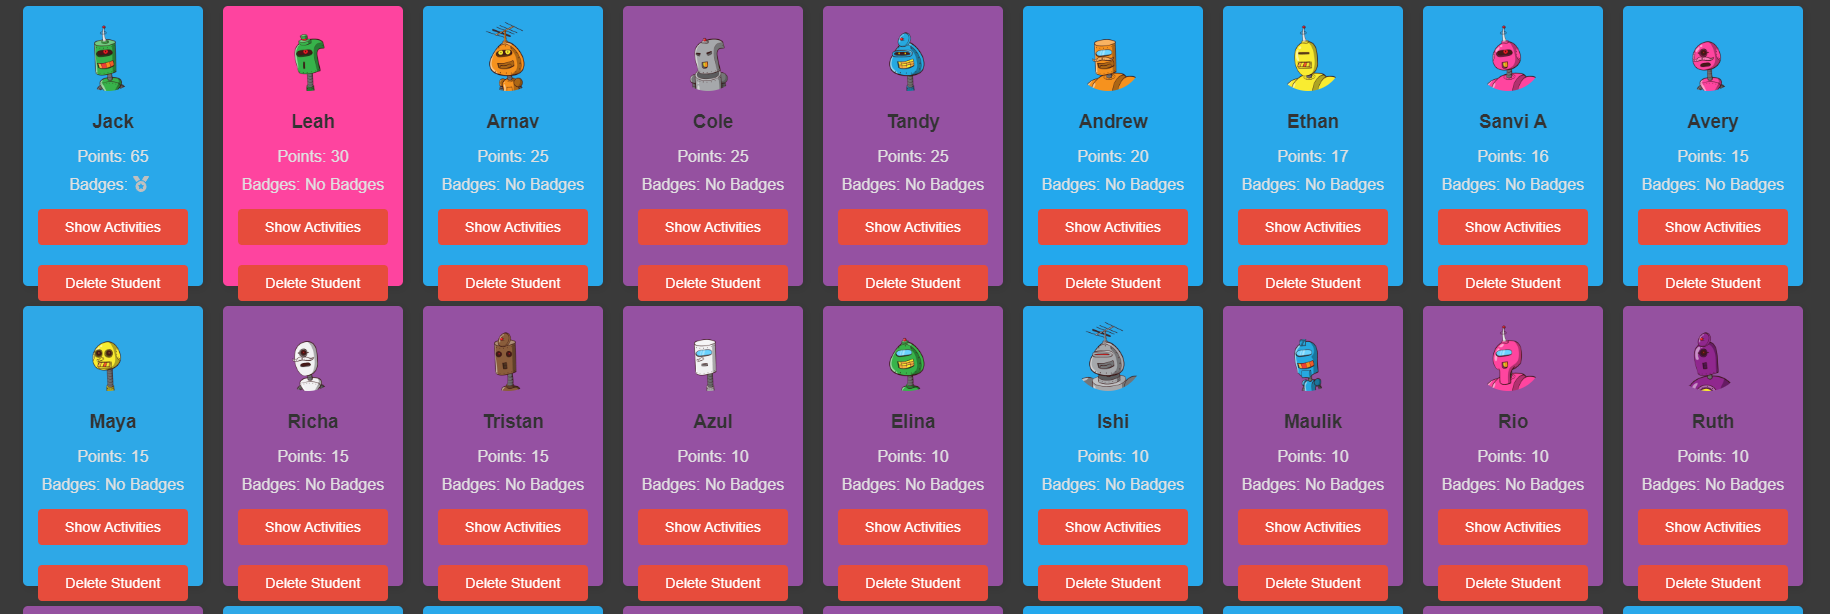 Jack
Points: 65
Badges:
Show Activities
Delete Student
Leah
Points: 30
Badges: No Badges
Show Activities
Delete Student
Arnav
Points: 25
Badges: No Badges
Show Activities
Delete Student
Cole
Points: 25
Badges: No Badges
Show Activities
Delete Student
Tandy
Points: 25
Badges: No Badges
Show Activities
Delete Student
Andrew
Points: 20
Badges: No Badges
Show Activities
Delete Student
Ethan
Points: 17
Badges: No Badges
Show Activities
Delete Student
Sanvi A
Points: 16
Badges: No Badges
Show Activities
Delete Student
Avery
Points: 15
Badges: No Badges
Show Activities
Delete Student
Maya
Points: 15
Badges: No Badges
Show Activities
Delete Student
Richa
Points: 15
Badges: No Badges
Show Activities
Delete Student
Tristan
Points: 15
Badges: No Badges
Show Activities
Delete Student
Azul
Points: 10
Badges: No Badges
Show Activities
Delete Student
Elina
Points: 10
Badges: No Badges
Show Activities
Delete Student
Ishi
Points: 10
Badges: No Badges
Show Activities
Delete Student
Maulik
Points: 10
Badges: No Badges
Show Activities
Delete Student
Rio
Points: 10
Badges: No Badges
Show Activities
Delete Student
Ruth
Points: 10
Badges: No Badges
Show Activities
Delete Student